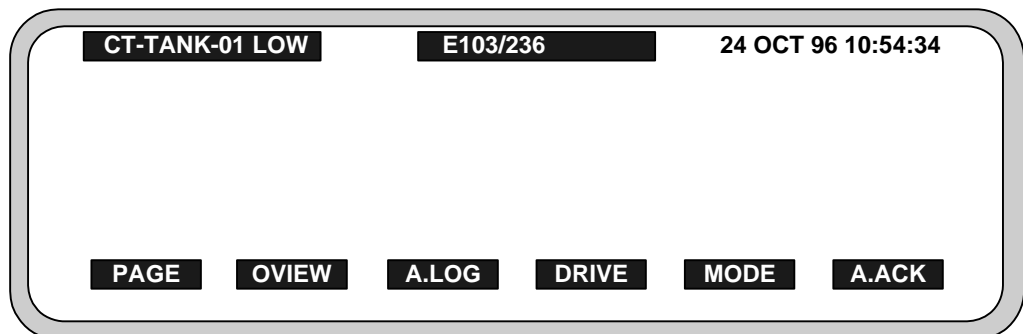 CT-TANK-01 LOW E103/236 24 OCT 96 10:54:34
PAGE OVIEW A.LOG DRIVE MODE A.ACK